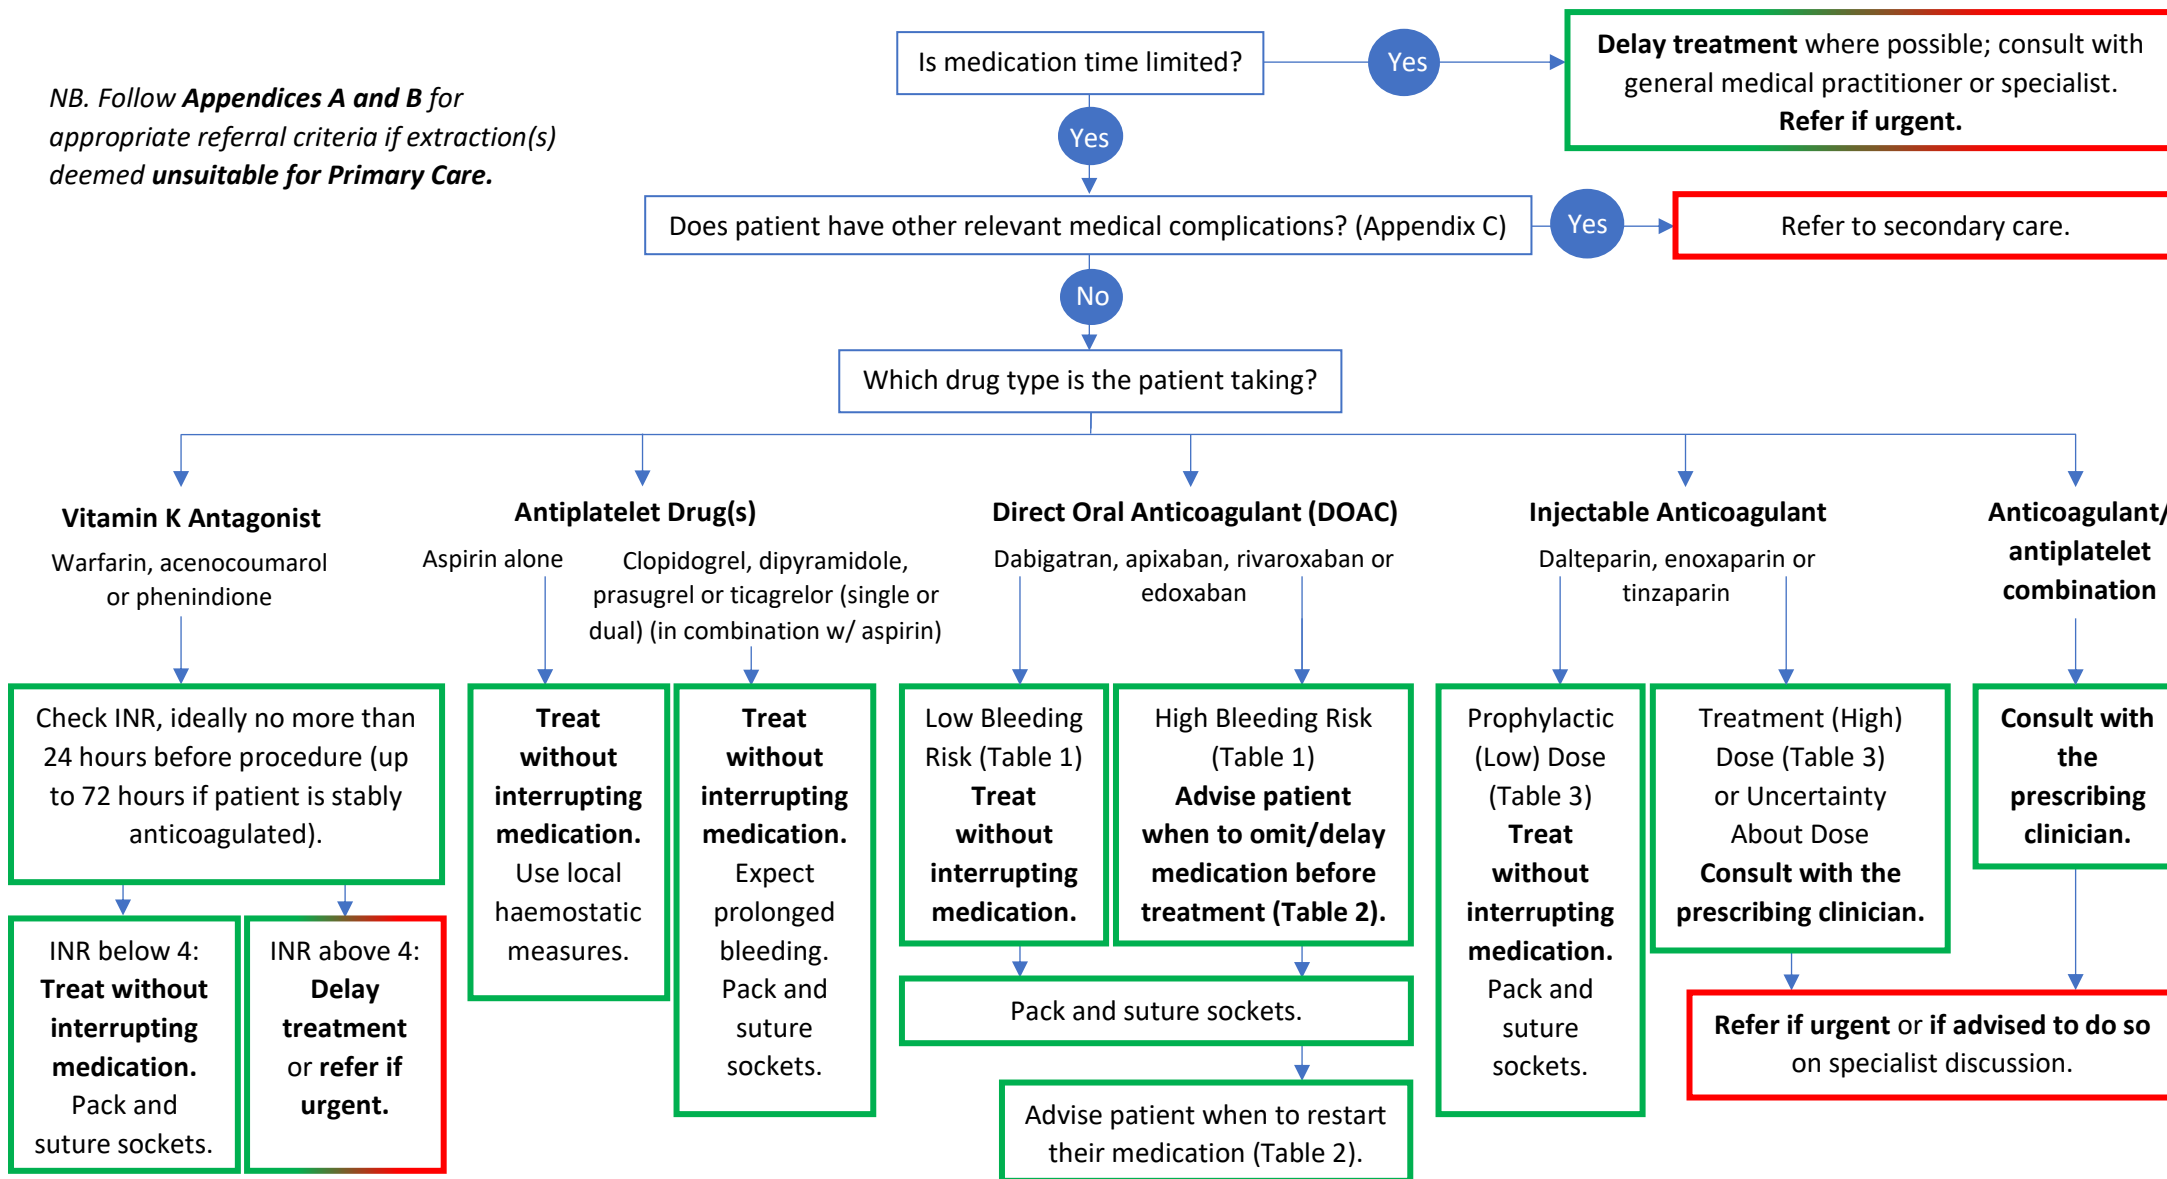 NB. Follow Appendices A and B for
appropriate referral criteria if extraction(s)
deemed unsuitable for Primary Care.
Is medication time limited?
Yes
Delay treatment where possible; consult with
general medical practitioner or specialist.
Refer if urgent.
Yes
Does patient have other relevant medical complications? (Appendix C)
Yes
Refer to secondary care.
No
Which drug type is the patient taking?
Vitamin K Antagonist
Warfarin, acenocoumarol
or phenindione
Check INR, ideally no more than
24 hours before procedure (up
to 72 hours if patient is stably
anticoagulated).
INR below 4:
Treat without
interrupting
medication.
Pack and
suture sockets.
INR above 4:
Delay
treatment
or refer if
urgent.
Antiplatelet Drug(s)
Aspirin alone
Treat
without
interrupting
medication.
Use local
haemostatic
measures.
Clopidogrel, dipyramidole,
prasugrel or ticagrelor (single or
dual) (in combination w/ aspirin)
Treat
without
interrupting
medication.
Expect
prolonged
bleeding.
Pack and
suture
sockets.
Direct Oral Anticoagulant (DOAC)
Dabigatran, apixaban, rivaroxaban or
edoxaban
Low Bleeding
Risk (Table 1)
Treat
without
interrupting
medication.
High Bleeding Risk
(Table 1)
Advise patient
when to omit/delay
medication before
treatment (Table 2).
Pack and suture sockets.
Advise patient when to restart
their medication (Table 2).
Injectable Anticoagulant
Dalteparin, enoxaparin or
tinzaparin
Prophylactic
(Low) Dose
(Table 3)
Treat
without
interrupting
medication.
Pack and
suture
sockets.
Treatment (High)
Dose (Table 3)
or Uncertainty
About Dose
Consult with the
prescribing clinician.
Anticoagulant/
antiplatelet
combination
Consult with
the
prescribing
clinician.
Refer if urgent or if advised to do so
on specialist discussion.